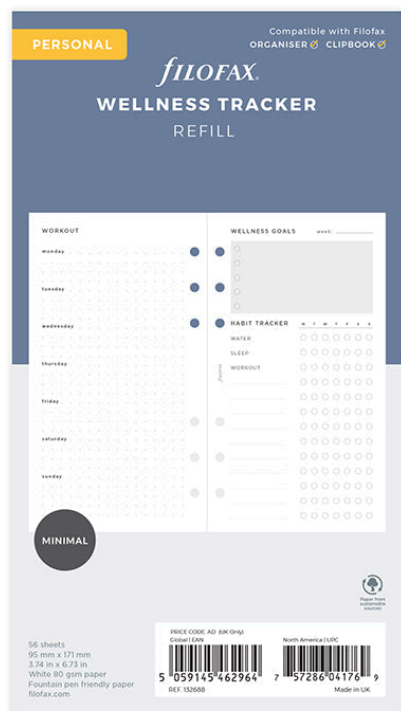 PERSONAL
Compatible with Filofax
ORGANISER CLIPBOOK
FILOFAX.
WELLNESS TRACKER
REFILL
WORKOUT
monday
tuesday
wednesday
thursday
friday
saturday
sunday
WELLNESS GOALS
WEEK:
HABIT TRACKER M T W T F S S
WATER
SLEEP
WORKOUT
filofax
MINIMAL
Paper from
sustainable
sources
56 sheets
95 mm x 171 mm
3.74 in x 6.73 in
White 80 gsm paper
Fountain pen friendly paper
filofax.com
PRICE CODE: AD (UK Only)
Global | EAN
5 059145 462964
REF. 132688
North America | UPC
7 57286 04176 9
Made in UK